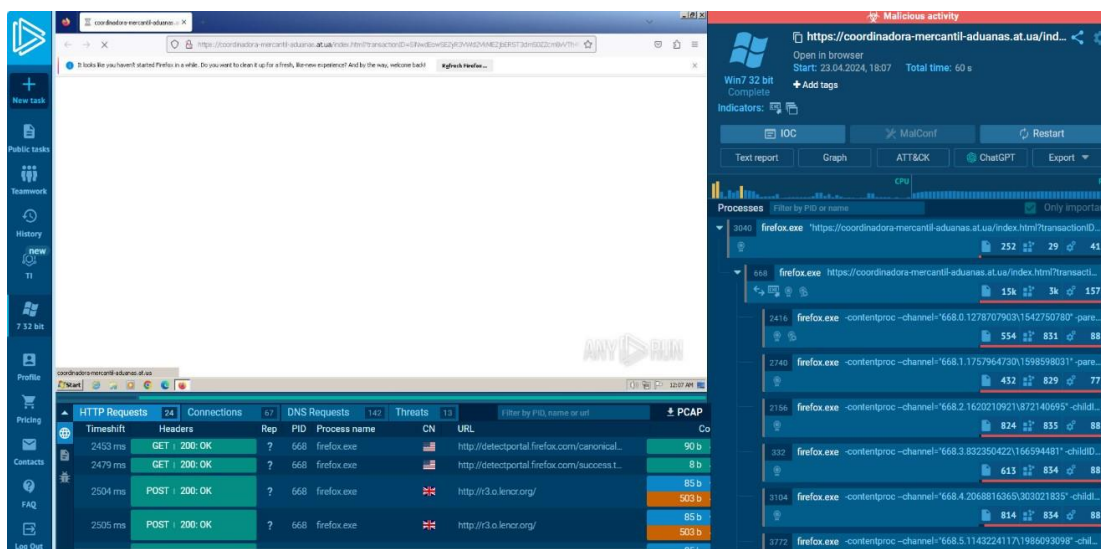 coordinadora-mercantil-aduanas.a
https://coordinadora-mercantil-aduanas.at.ua/index.html?transactionID=
It looks like you haven't started Firefox in a while. Do you want to clean it up for a fresh, like-new experience? And by the way, welcome back!
Refresh Firefox...
New task
Public tasks
Teamwork
History
new
TI
7 32 bit
Profile
Pricing
Contacts
FAQ
Log Out
ANY RUN
coordinadora-mercantil-aduanas.at.ua
Start
12:07 AM
HTTP Requests 24 Connections 67 DNS Requests 142 Threats 13 Filter by PID, name or url PCAP
Timeshift Headers Rep PID Process name CN URL Co
2453 ms GET | 200: OK ? 668 firefox.exe http://detectportal.firefox.com/canonical... 90 b
2479 ms GET | 200: OK ? 668 firefox.exe http://detectportal.firefox.com/success.t... 8 b
2504 ms POST | 200: OK ? 668 firefox.exe http://r3.o.lencr.org/ 85 b
503 b
2505 ms POST | 200: OK ? 668 firefox.exe http://r3.o.lencr.org/ 85 b
503 b
Malicious activity
https://coordinadora-mercantil-aduanas.at.ua/ind...
Open in browser
Start: 23.04.2024, 18:07 Total time: 60 s
Win7 32 bit
Complete
+ Add tags
Indicators:
IOC MalConf Restart
Text report Graph ATT&CK ChatGPT Export
CPU
Processes Filter by PID or name Only importa
3040 firefox.exe "https://coordinadora-mercantil-aduanas.at.ua/index.html?transactionID...
252 29 41
668 firefox.exe https://coordinadora-mercantil-aduanas.at.ua/index.html?transacti...
15k 3k 157
2416 firefox.exe -contentproc --channel="668.0.1278707903\1542750780" -pare...
554 831 88
2740 firefox.exe -contentproc --channel="668.1.1757964730\1598598031" -pare...
432 829 77
2156 firefox.exe -contentproc --channel="668.2.1620210921\872140695" -childI...
824 835 88
332 firefox.exe -contentproc --channel="668.3.832350422\166594481" -childID...
613 834 88
3104 firefox.exe -contentproc --channel="668.4.2068816365\303021835" -childI...
814 834 88
3772 firefox.exe -contentproc --channel="668.5.1143224117\1986093098" -chil...